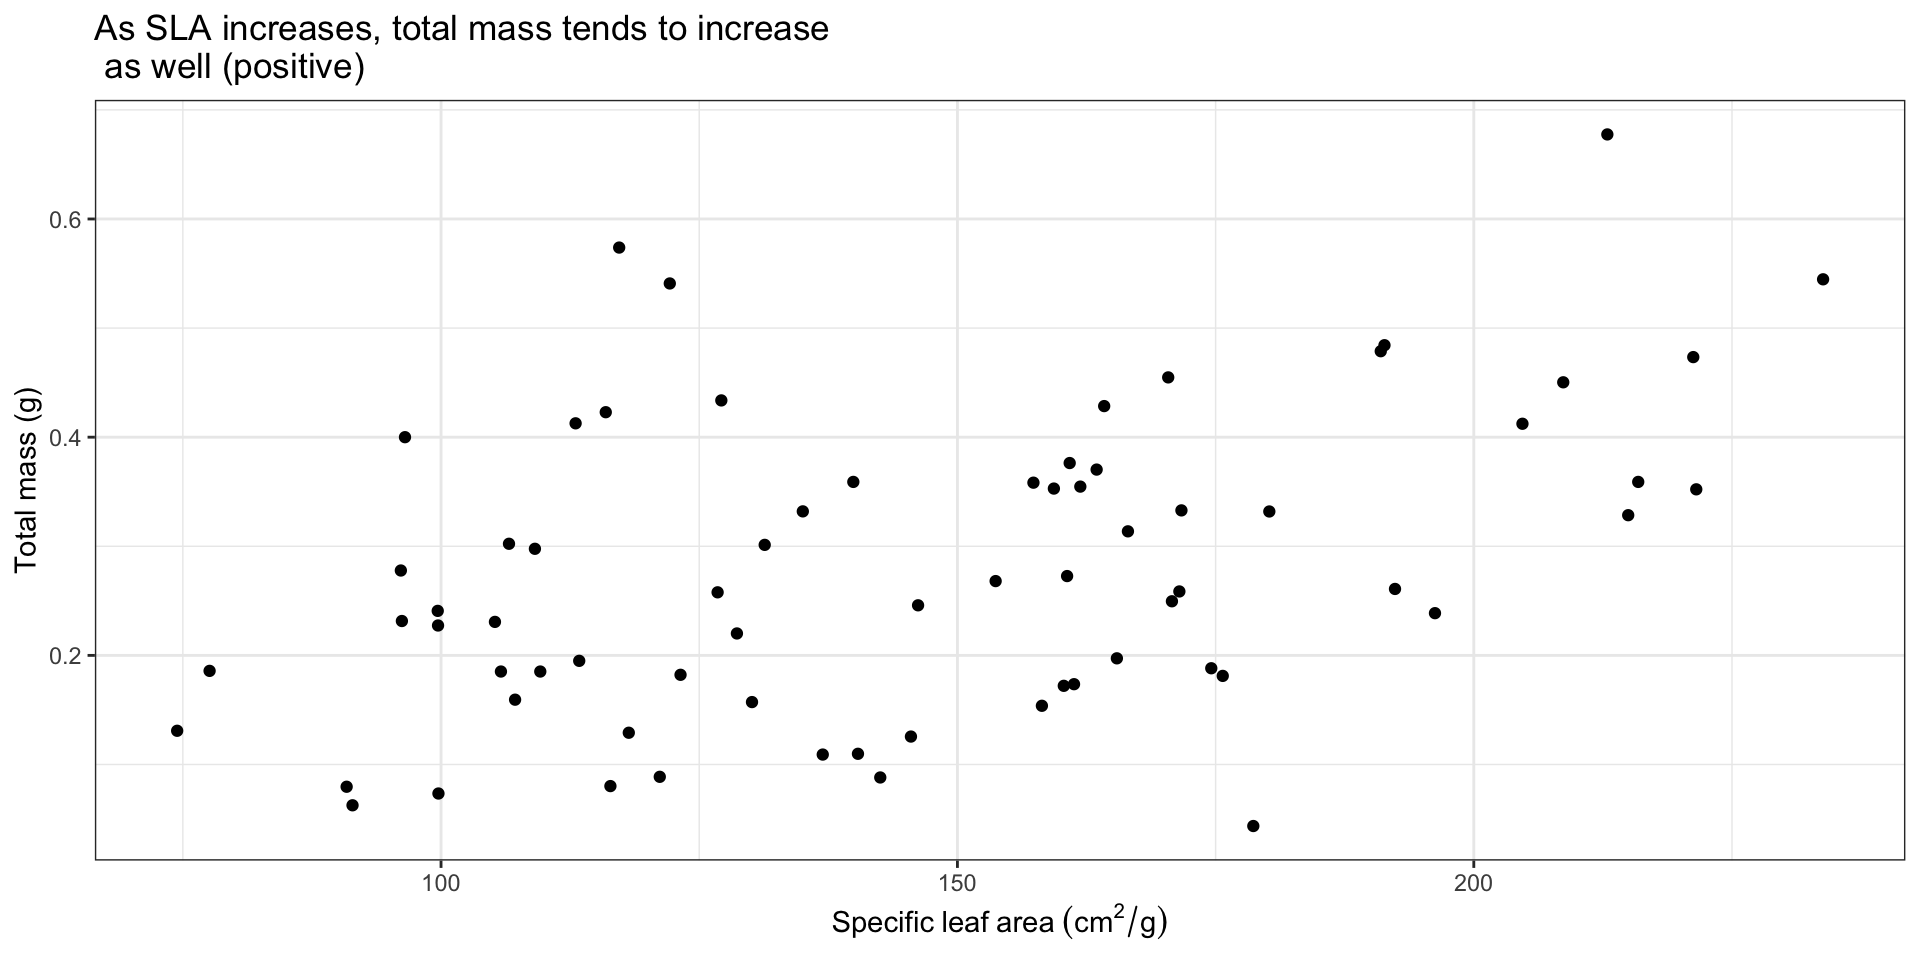 As SLA increases, total mass tends to increase
as well (positive)
0.6
0.4
0.2
Total mass (g)
100 150 200
Specific leaf area (cm²/g)